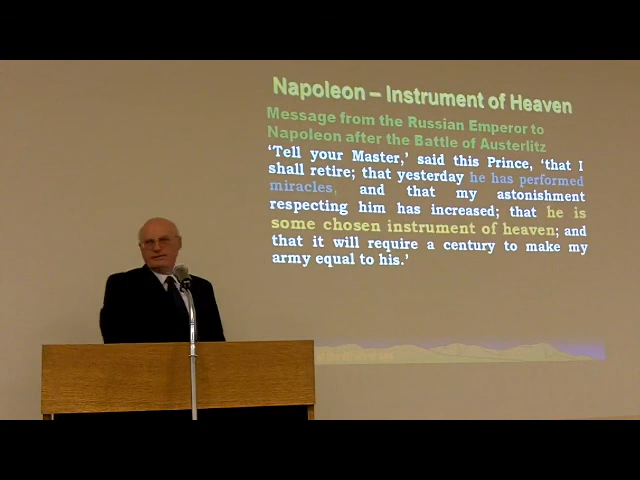 Napoleon – Instrument of Heaven
Message from the Russian Emperor to
Napoleon after the Battle of Austerlitz
'Tell your Master,' said this Prince, 'that I
shall retire; that yesterday he has performed
miracles, and that my astonishment
respecting him has increased; that he is
some chosen instrument of heaven; and
that it will require a century to make my
army equal to his.'